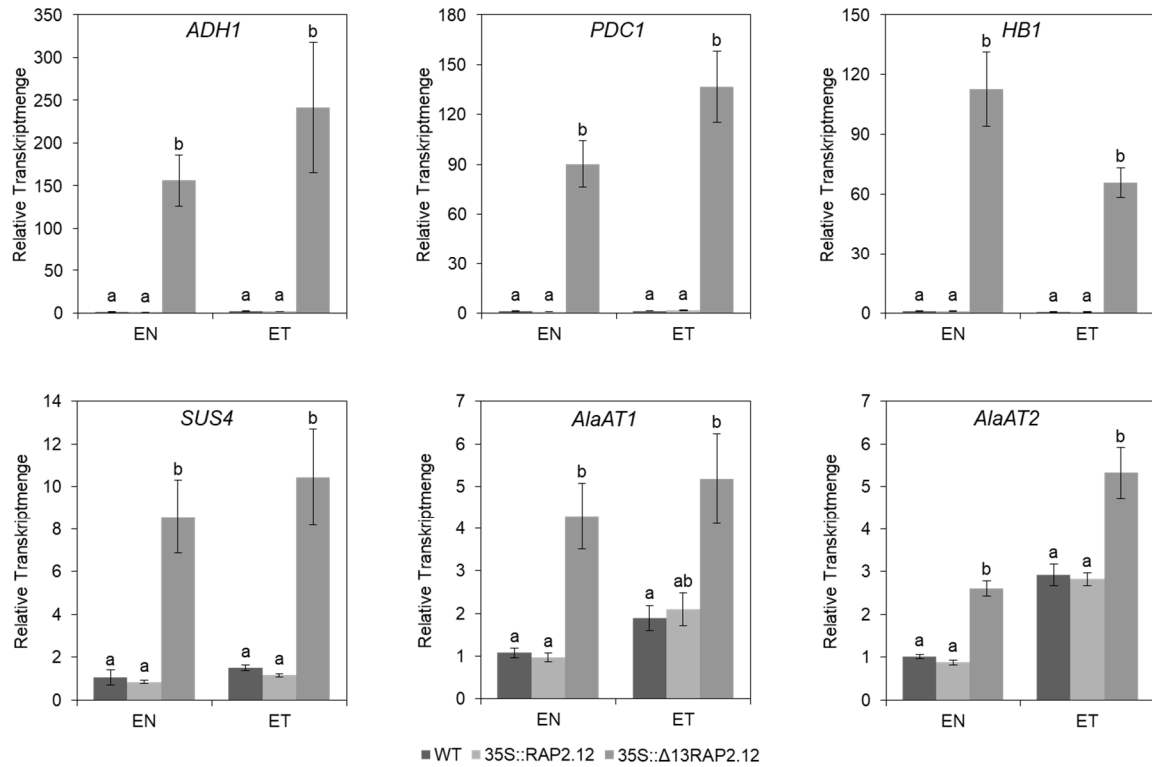 ADH1
Relative Transkriptmenge
350
300
250
200
150
100
50
0
a a b a a b
EN ET
PDC1
Relative Transkriptmenge
180
150
120
90
60
30
0
a a b a a b
EN ET
HB1
Relative Transkriptmenge
150
120
90
60
30
0
a a b a a b
EN ET
SUS4
Relative Transkriptmenge
14
12
10
8
6
4
2
0
a a b a a b
EN ET
AlaAT1
Relative Transkriptmenge
7
6
5
4
3
2
1
0
a a b a ab b
EN ET
AlaAT2
Relative Transkriptmenge
7
6
5
4
3
2
1
0
a a b a a b
EN ET
WT 35S::RAP2.12 35S::Δ13RAP2.12